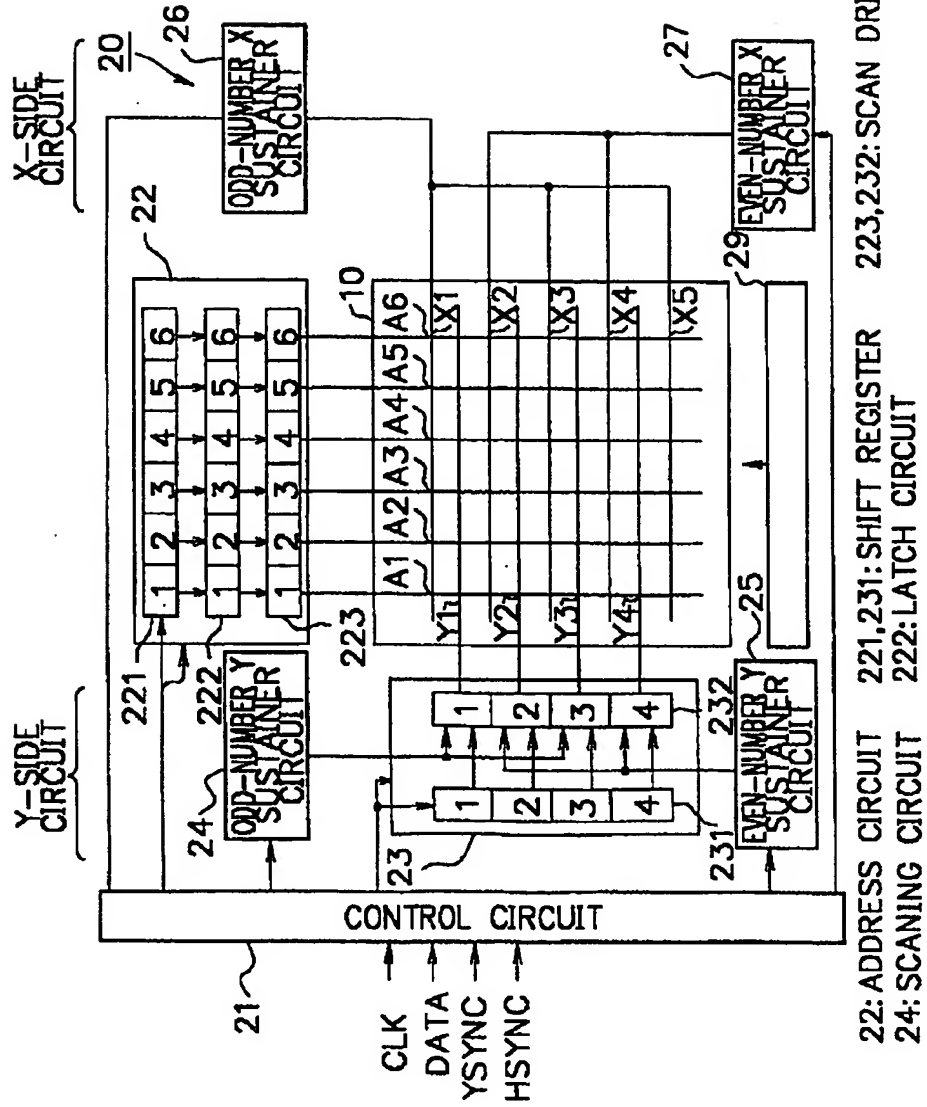 X-SIDE
CIRCUIT
Y-SIDE
CIRCUIT
20
26
ODD-NUMBER X
SUSTAINER
CIRCUIT
22
1 2 3 4 5 6
221
1 2 3 4 5 6
222
1 2 3 4 5 6
223
24
ODD-NUMBER Y
SUSTAINER
CIRCUIT
10
A1 A2 A3 A4 A5 A6
27
EVEN-NUMBER X
SUSTAINER
CIRCUIT
CONTROL CIRCUIT
21
CLK
DATA
YSYNC
HSYNC
23
1
2
3
4
231
1
2
3
4
232
Y1
Y2
Y3
Y4
X1
X2
X3
X4
X5
25
EVEN-NUMBER Y
SUSTAINER
CIRCUIT
29
22: ADDRESS CIRCUIT
24: SCANING CIRCUIT
221,231: SHIFT REGISTER
222: LATCH CIRCUIT
223,232: SCAN DRI